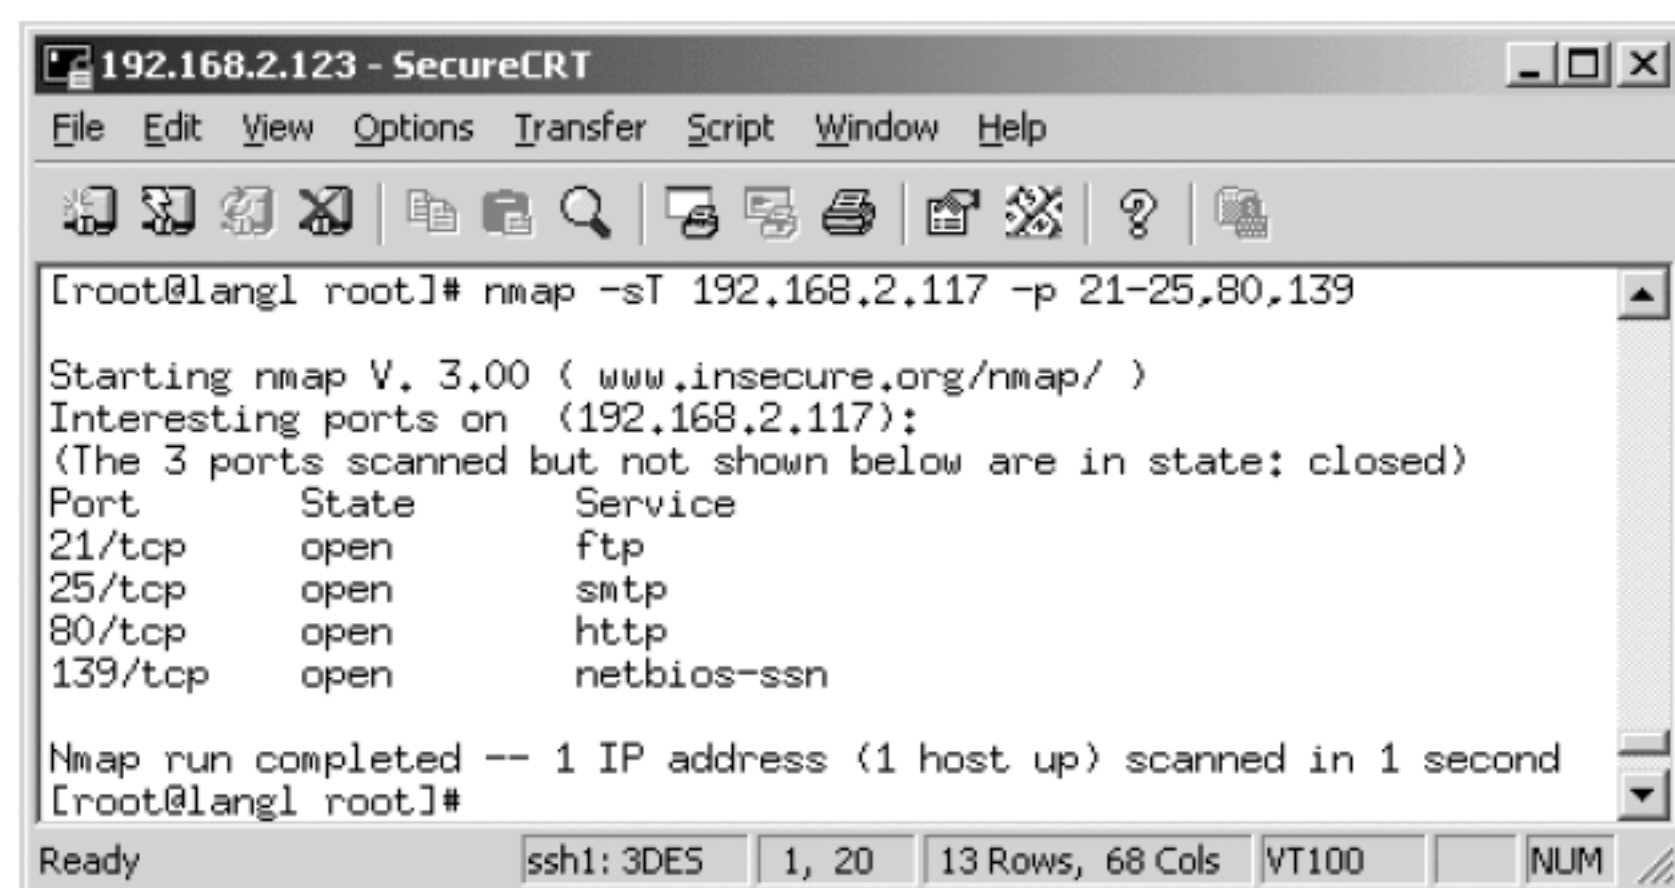 192.168.2.123 - SecureCRT
File Edit View Options Transfer Script Window Help
[root@langl root]# nmap -sT 192.168.2.117 -p 21-25,80,139
Starting nmap V. 3.00 ( www.insecure.org/nmap/ )
Interesting ports on  (192.168.2.117):
(The 3 ports scanned but not shown below are in state: closed)
Port       State       Service
21/tcp     open        ftp
25/tcp     open        smtp
80/tcp     open        http
139/tcp    open        netbios-ssn
Nmap run completed -- 1 IP address (1 host up) scanned in 1 second
[root@langl root]#
Ready ssh1: 3DES 1, 20 13 Rows, 68 Cols VT100 NUM